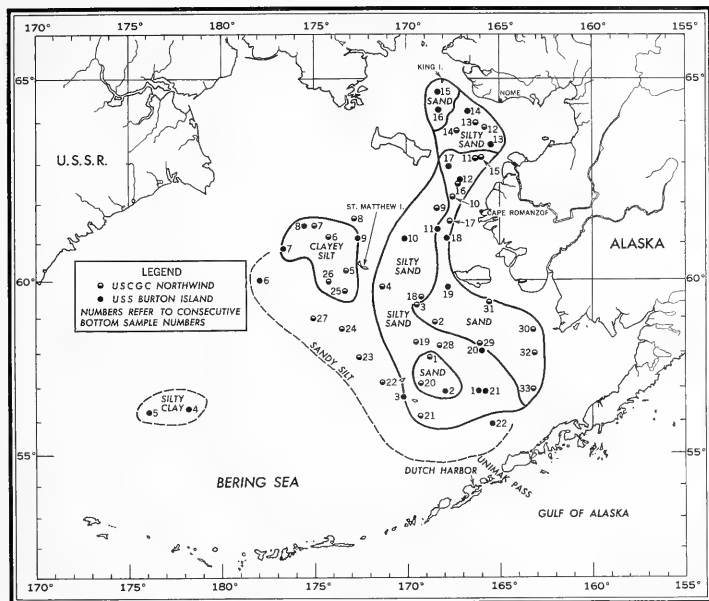 170° 175° 180° 175° 170° 165° 160° 155°
65° 65°
KING I.
NOME
15
SAND
16
14
13
12
14
SILTY
SAND
13
U.S.S.R.
17
11
15
12
16
10
ST. MATTHEW I.
9
CAPE ROMANZOF
17
8 7 8
6 9
CLAYEY
SILT
7
11
18
10
ALASKA
LEGEND
USCGC NORTHWIND
USS BURTON ISLAND
NUMBERS REFER TO CONSECUTIVE
BOTTOM SAMPLE NUMBERS
60° 60°
6
26 5
25
SILTY
SAND
4
19
18
3
31
SILTY
SAND
SAND
27
24
2
30
SANDY SILT
23
19 28
29
20
32
1
SAND
20
2
22
3
1 21
33
21
22
SILTY
CLAY
5 4
55° 55°
DUTCH HARBOR
UNIMAK PASS
BERING SEA
GULF OF ALASKA
170° 175° 180° 175° 170° 165° 160° 155°